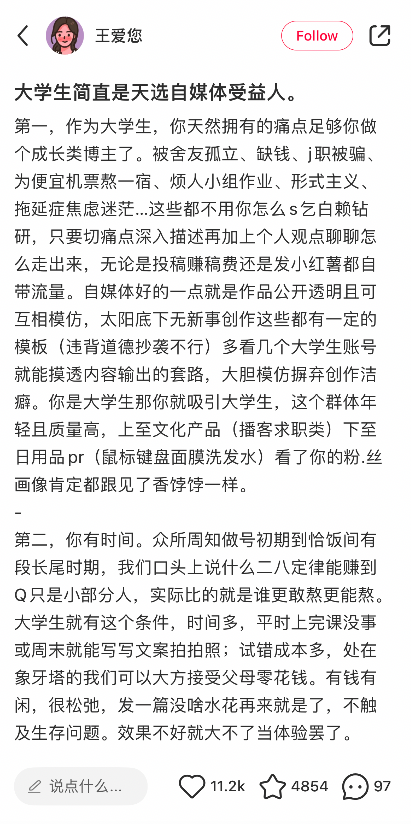 王爱您
Follow
大学生简直是天选自媒体受益人。
第一，作为大学生，你天然拥有的痛点足够你做
个成长类博主了。被舍友孤立、缺钱、j职被骗、
为便宜机票熬一宿、烦人小组作业、形式主义、
拖延症焦虑迷茫...这些都不用你怎么s乞白赖钻
研，只要切痛点深入描述再加上个人观点聊聊怎
么走出来，无论是投稿赚稿费还是发小红薯都自
带流量。自媒体好的一点就是作品公开透明且可
互相模仿，太阳底下无新事创作这些都有一定的
模板（违背道德抄袭不行）多看几个大学生账号
就能摸透内容输出的套路，大胆模仿摒弃创作洁
癖。你是大学生那你就吸引大学生，这个群体年
轻且质量高，上至文化产品（播客求职类）下至
日用品pr（鼠标键盘面膜洗发水）看了你的粉.丝
画像肯定都跟见了香饽饽一样。
-
第二，你有时间。众所周知做号初期到恰饭间有
段长尾时期，我们口头上说什么二八定律能赚到
Q只是小部分人，实际比的就是谁更敢熬更能熬。
大学生就有这个条件，时间多，平时上完课没事
或周末就能写写文案拍拍照；试错成本多，处在
象牙塔的我们可以大方接受父母零花钱。有钱有
闲，很松弛，发一篇没啥水花再来就是了，不触
及生存问题。效果不好就大不了当体验罢了。
说点什么...
11.2k
4854
97